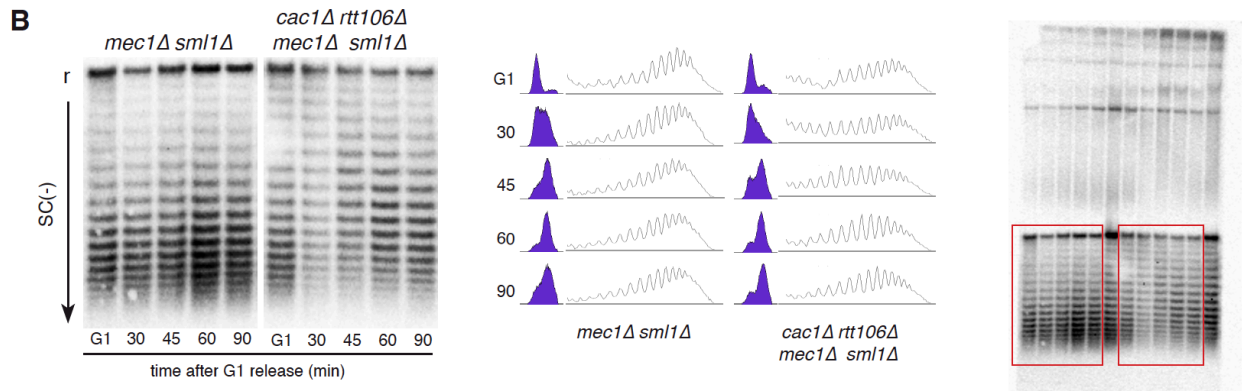 B
mec1Δ sml1Δ
cac1Δ rtt106Δ
mec1Δ sml1Δ
r
SC(-)
G1 30 45 60 90 G1 30 45 60 90
time after G1 release (min)
G1
30
45
60
90
mec1Δ sml1Δ
cac1Δ rtt106Δ
mec1Δ sml1Δ